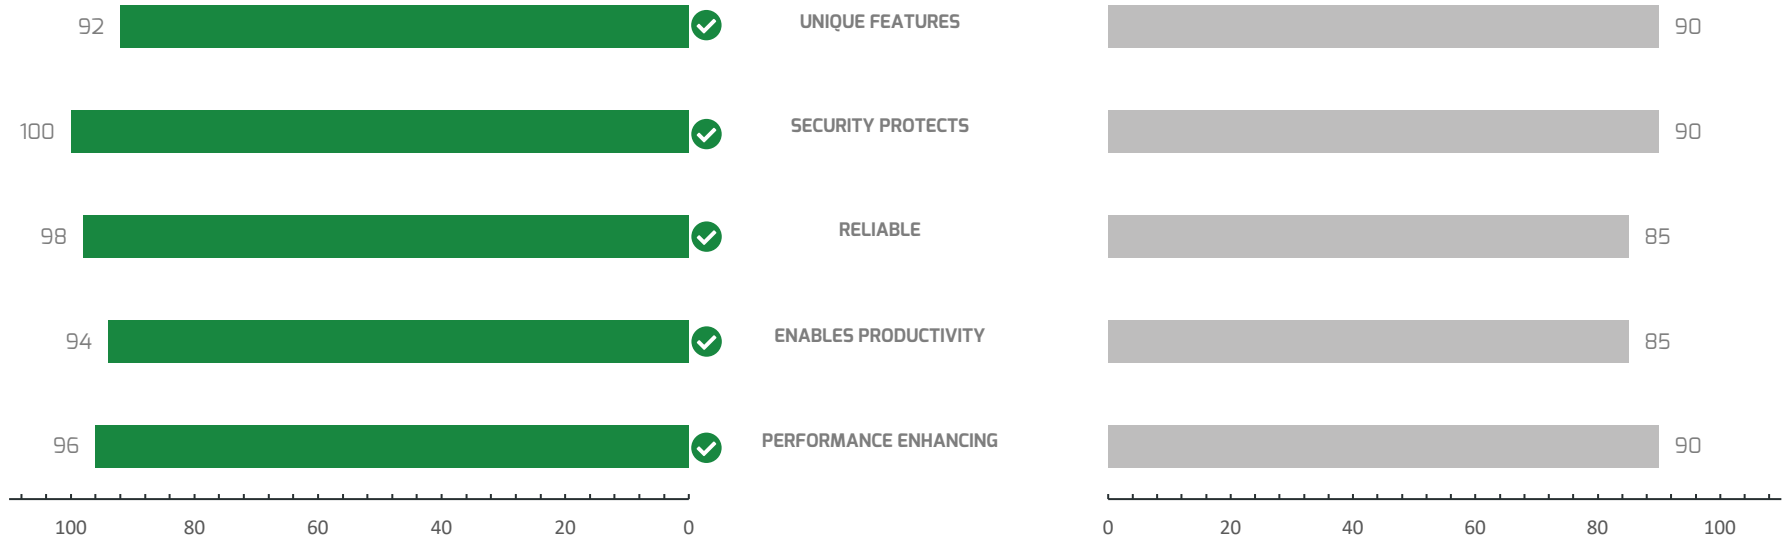 92 UNIQUE FEATURES 90
100 SECURITY PROTECTS 90
98 RELIABLE 85
94 ENABLES PRODUCTIVITY 85
96 PERFORMANCE ENHANCING 90
100 80 60 40 20 0 0 20 40 60 80 100